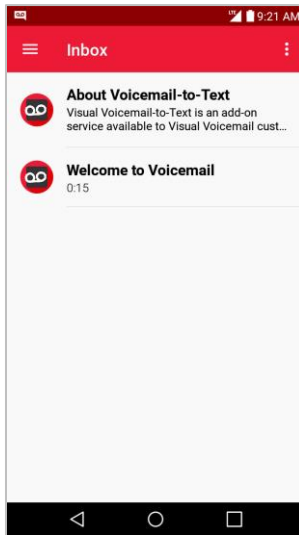 LTE 9:21 AM
Inbox
About Voicemail-to-Text
Visual Voicemail-to-Text is an add-on
service available to Visual Voicemail cust...
Welcome to Voicemail
0:15